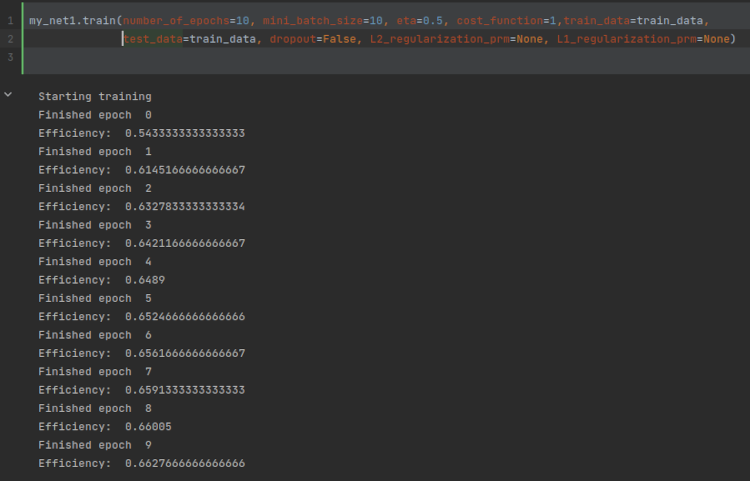 1 my_net1.train(number_of_epochs=10, mini_batch_size=10, eta=0.5, cost_function=1,train_data=train_data,
2 test_data=train_data, dropout=False, L2_regularization_prm=None, L1_regularization_prm=None)
3
Starting training
Finished epoch  0
Efficiency:  0.5433333333333333
Finished epoch  1
Efficiency:  0.6145166666666667
Finished epoch  2
Efficiency:  0.6327833333333334
Finished epoch  3
Efficiency:  0.6421166666666667
Finished epoch  4
Efficiency:  0.6489
Finished epoch  5
Efficiency:  0.6524666666666666
Finished epoch  6
Efficiency:  0.6561666666666667
Finished epoch  7
Efficiency:  0.6591333333333333
Finished epoch  8
Efficiency:  0.66005
Finished epoch  9
Efficiency:  0.6627666666666666